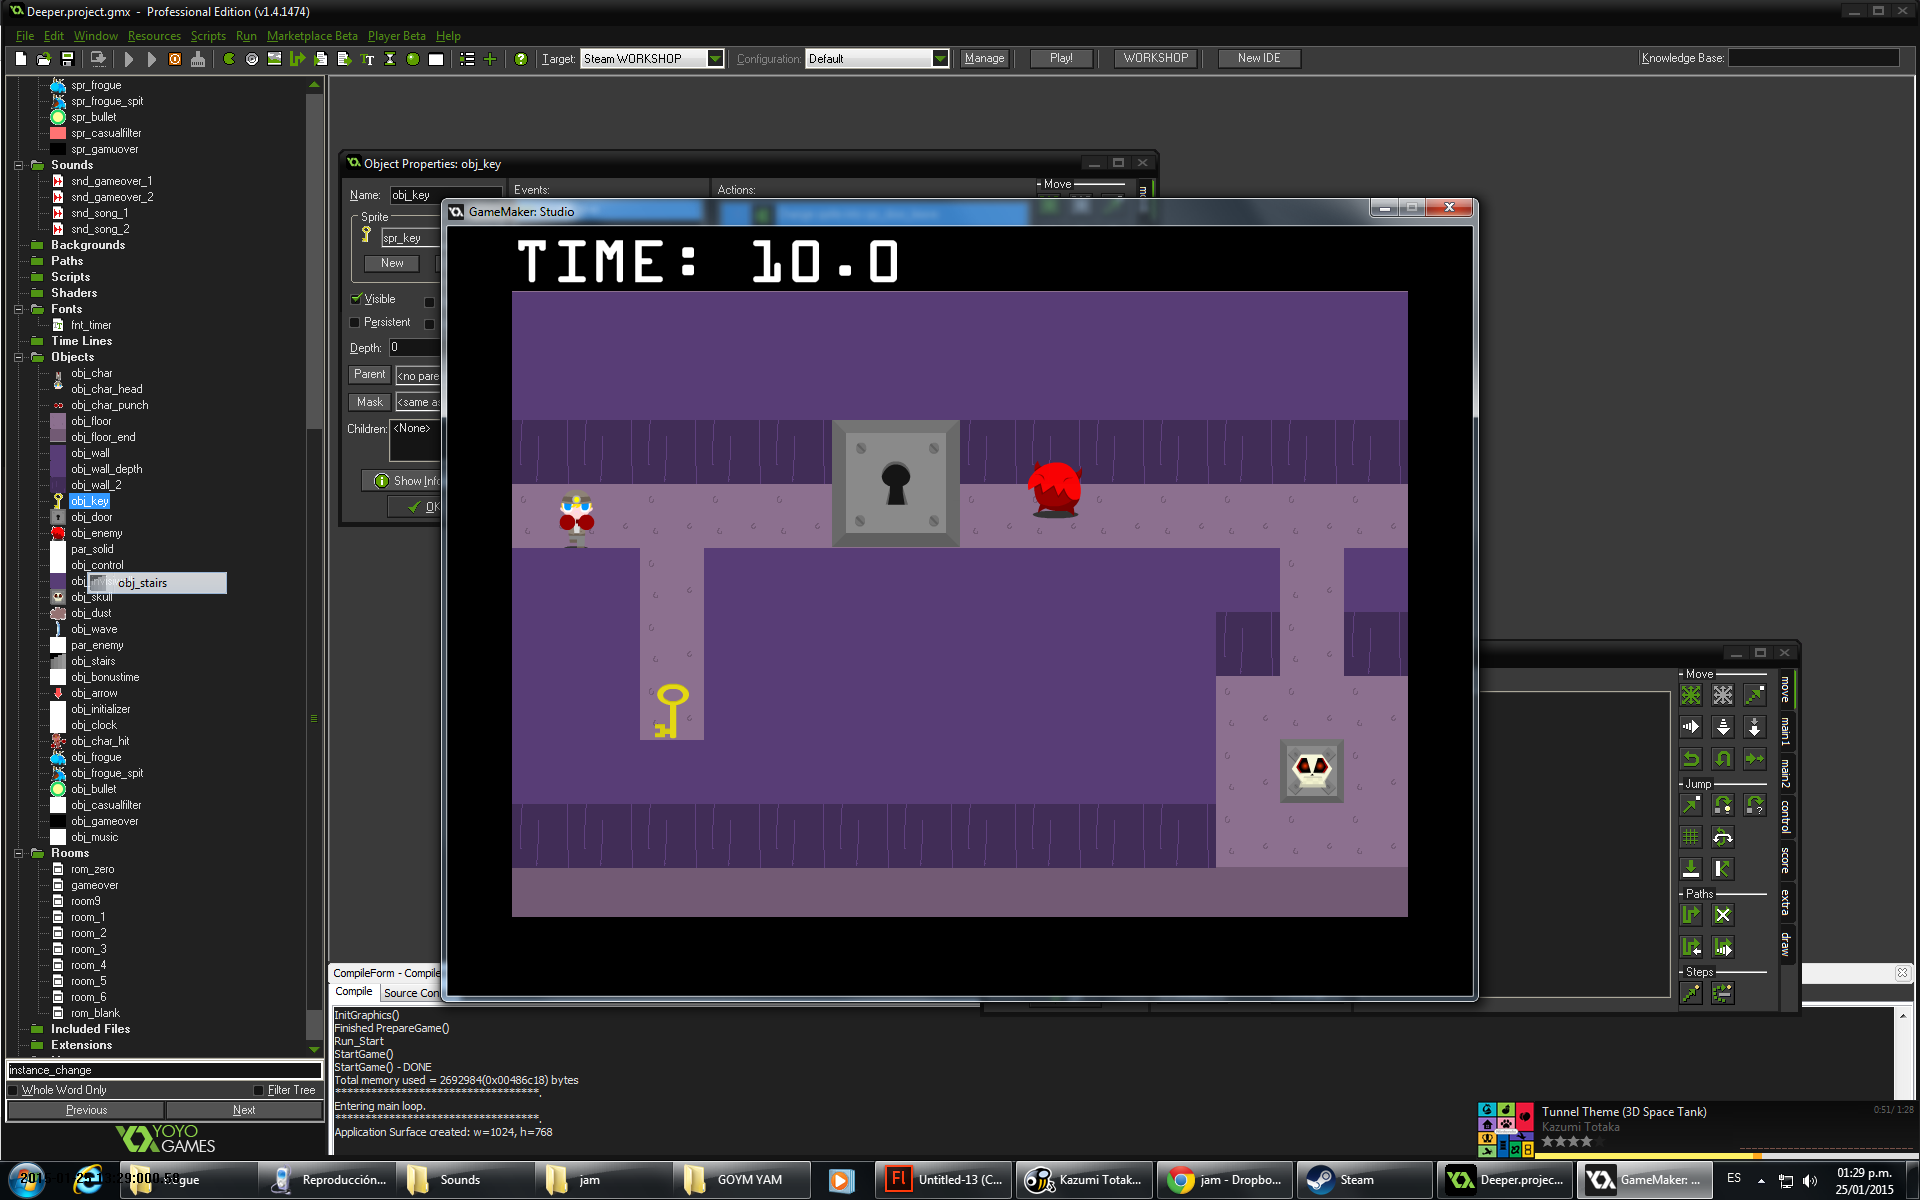 Deeper.project.gmx - Professional Edition (v1.4.1474)
File Edit Window Resources Scripts Run Marketplace Beta Player Beta Help
Target: Steam WORKSHOP Configuration: Default Manage Play! WORKSHOP New IDE Knowledge Base:
spr_frogue
spr_frogue_spit
spr_bullet
spr_casualfilter
spr_gamuover
Sounds
snd_gameover_1
snd_gameover_2
snd_song_1
snd_song_2
Backgrounds
Paths
Scripts
Shaders
Fonts
fnt_timer
Time Lines
Objects
obj_char
obj_char_head
obj_char_punch
obj_floor
obj_floor_end
obj_wall
obj_wall_depth
obj_wall_2
obj_key
obj_door
obj_enemy
par_solid
obj_control
obj_stairs
obj_skull
obj_dust
obj_wave
par_enemy
obj_stairs
obj_bonustime
obj_arrow
obj_initializer
obj_clock
obj_char_hit
obj_frogue
obj_frogue_spit
obj_bullet
obj_casualfilter
obj_gameover
obj_music
Rooms
rom_zero
gameover
room9
room_1
room_2
room_3
room_4
room_5
room_6
rom_blank
Included Files
Extensions
instance_change
Whole Word Only Filter Tree
Previous Next
YOYO
GAMES
Object Properties: obj_key
Name: obj_key Events: Actions: Move
Sprite
spr_key
New
Visible
Persistent
Depth: 0
Parent <no pare
Mask <same as
Children: <None>
Show Info
OK
GameMaker: Studio
TIME: 10.0
Move
Jump
Paths
Steps
move
main1
main2
control
score
extra
draw
CompileForm - Compile
Compile Source Con
InitGraphics()
Finished PrepareGame()
Run_Start
StartGame()
StartGame() - DONE
Total memory used = 2692984(0x00486c18) bytes
***********************************.
Entering main loop.
***********************************.
Application Surface created: w=1024, h=768
Tunnel Theme (3D Space Tank) 0:51/ 1:28
Kazumi Totaka
Reproducción... Sounds jam GOYM YAM Untitled-13 (C... Kazumi Totak... jam - Dropbo... Steam Deeper.projec... GameMaker: ... ES
01:29 p.m.
25/01/2015